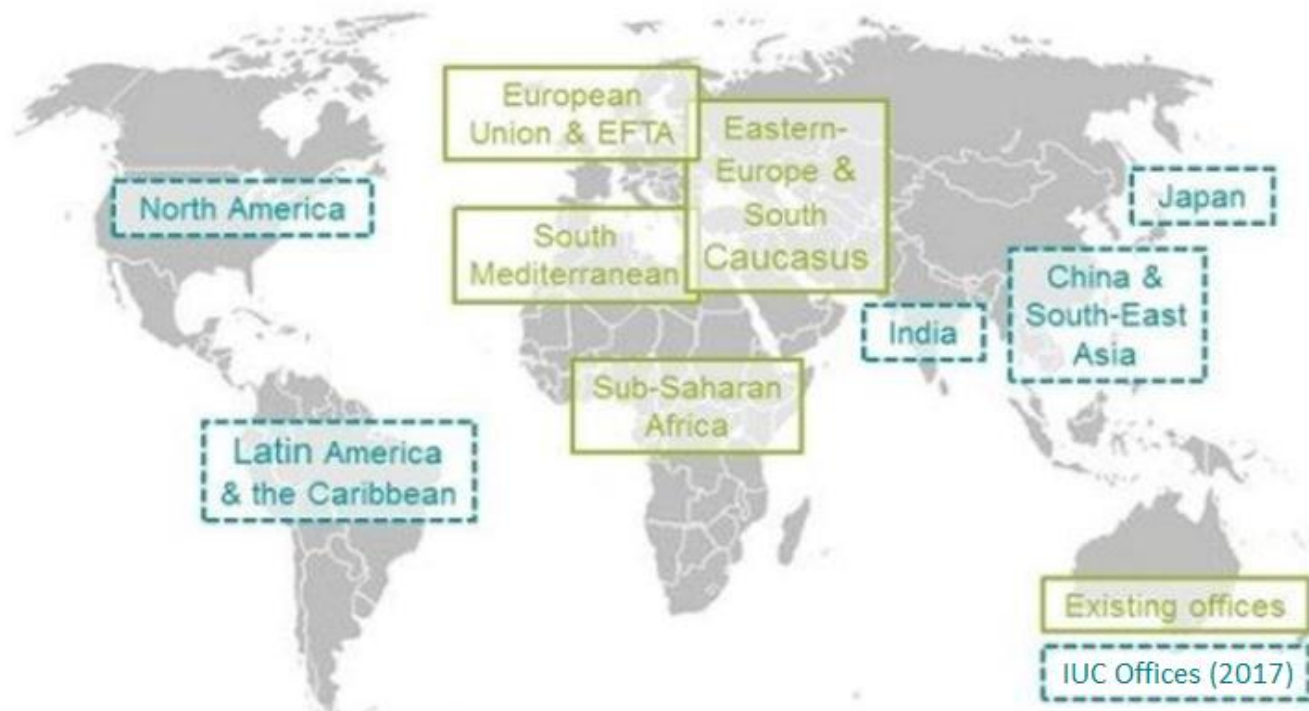 European
Union & EFTA
Eastern-
Europe &
South
Caucasus
North America
Japan
South
Mediterranean
China &
South-East
Asia
India
Sub-Saharan
Africa
Latin America
& the Caribbean
Existing offices
IUC Offices (2017)